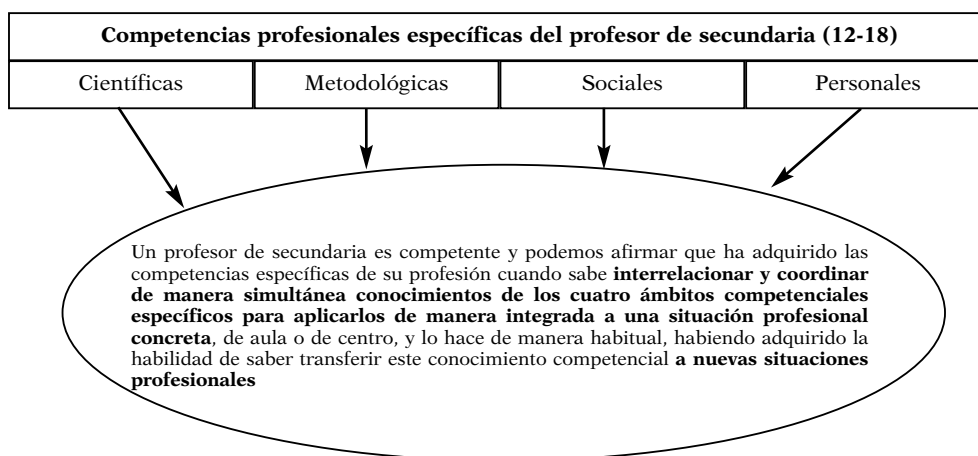 Competencias profesionales específicas del profesor de secundaria (12-18)
Científicas Metodológicas Sociales Personales
Un profesor de secundaria es competente y podemos afirmar que ha adquirido las
competencias específicas de su profesión cuando sabe interrelacionar y coordinar
de manera simultánea conocimientos de los cuatro ámbitos competenciales
específicos para aplicarlos de manera integrada a una situación profesional
concreta, de aula o de centro, y lo hace de manera habitual, habiendo adquirido la
habilidad de saber transferir este conocimiento competencial a nuevas situaciones
profesionales